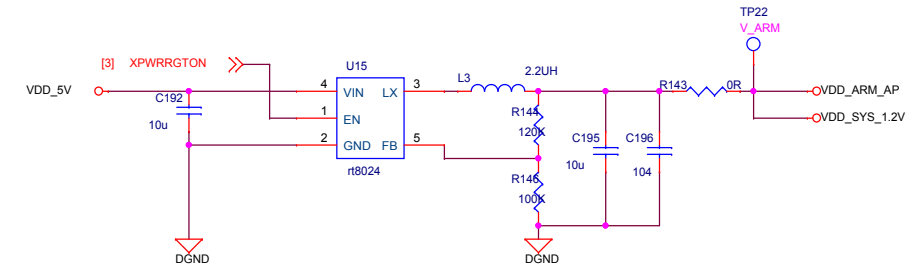 TP22
V_ARM
[3] XPWRRGTON
U15
L3
2.2UH
R143
0R
VDD_5V
4
VIN
LX
3
VDD_ARM_AP
C192
10u
R144
120K
1
EN
VDD_SYS_1.2V
C195
10u
C196
104
2
GND
FB
5
rt8024
R146
100K
DGND
DGND